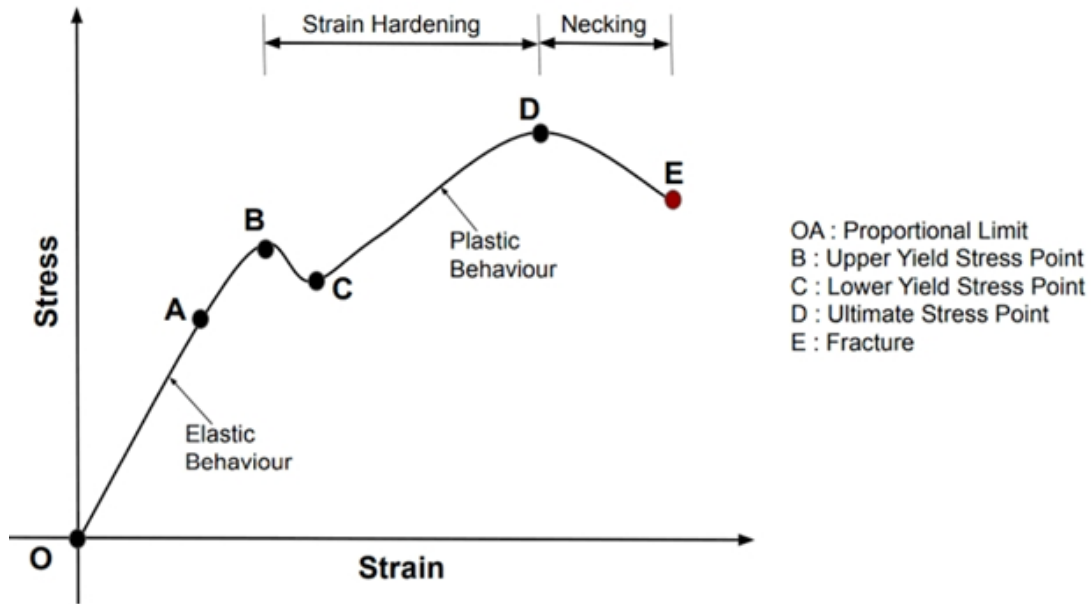 Strain Hardening
Necking
D
E
B
Plastic
Behaviour
C
A
Elastic
Behaviour
O
Stress
Strain
OA : Proportional Limit
B : Upper Yield Stress Point
C : Lower Yield Stress Point
D : Ultimate Stress Point
E : Fracture